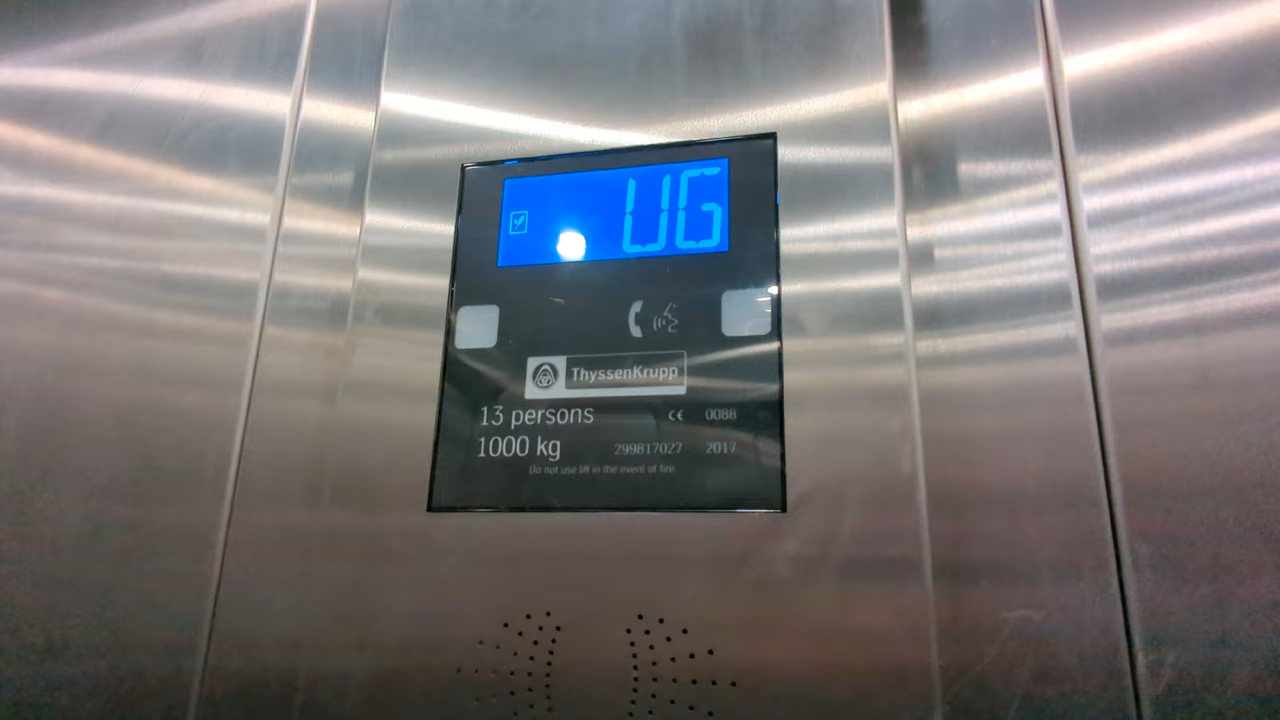 UG
ThyssenKrupp
13 persons CE 0088
1000 kg 299817027 2017
Do not use lift in the event of fire